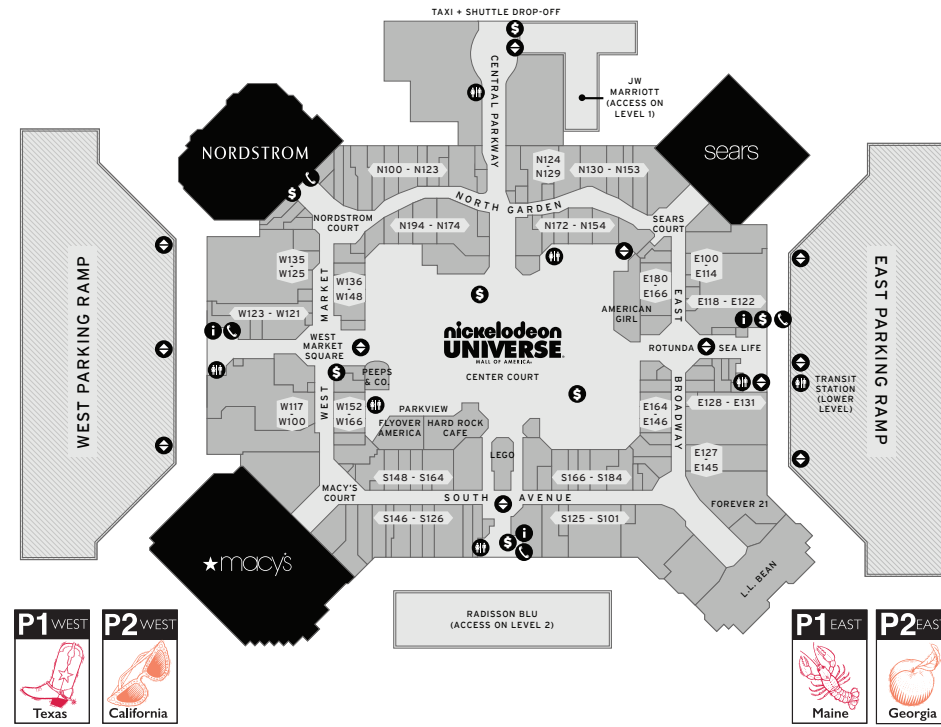 TAXI + SHUTTLE DROP-OFF
CENTRAL PARKWAY
JW
MARRIOTT
(ACCESS ON
LEVEL 1)
NORDSTROM
sears
N100 - N123
N124
-
N129
N130 - N153
NORTH GARDEN
NORDSTROM
COURT
N194 - N174
N172 - N154
SEARS
COURT
WEST PARKING RAMP
EAST PARKING RAMP
W135
-
W125
MARKET
W136
-
W148
E180
-
E166
EAST
E100
-
E114
W123 - W121
AMERICAN
GIRL
E118 - E122
WEST
MARKET
SQUARE
nickelodeon
UNIVERSE
MALL OF AMERICA
CENTER COURT
ROTUNDA
SEA LIFE
PEEPS
& CO.
TRANSIT
STATION
(LOWER
LEVEL)
W117
-
W100
WEST
W152
-
W166
PARKVIEW
FLYOVER
AMERICA
HARD ROCK
CAFE
E164
-
E146
BROADWAY
E128 - E131
LEGO
E127
-
E145
S148 - S164
S166 - S184
MACY'S
COURT
SOUTH AVENUE
FOREVER 21
S146 - S126
S125 - S101
macy's
L.L. BEAN
RADISSON BLU
(ACCESS ON LEVEL 2)
P1 WEST
Texas
P2 WEST
California
P1 EAST
Maine
P2 EAST
Georgia